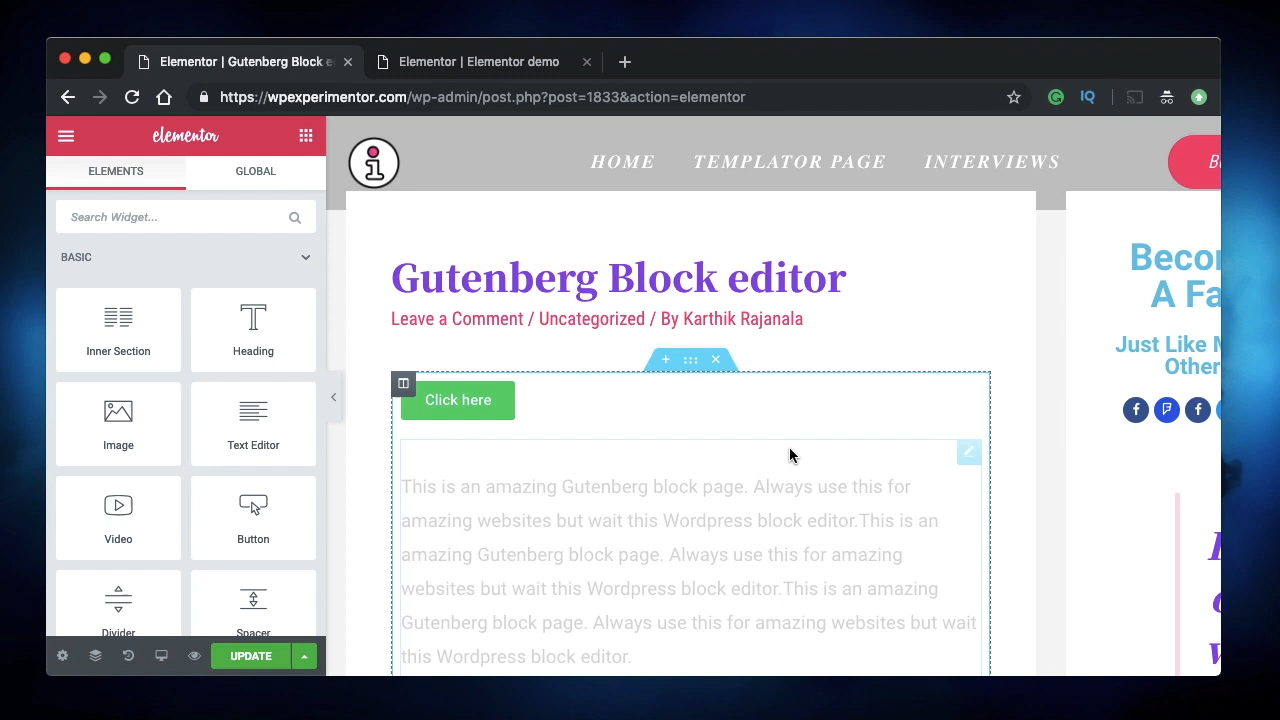 Elementor | Gutenberg Block e
Elementor | Elementor demo
https://wpexperimentor.com/wp-admin/post.php?post=1833&action=elementor
elementor
HOME TEMPLATOR PAGE INTERVIEWS
ELEMENTS GLOBAL
Search Widget...
BASIC
Inner Section
Heading
Image
Text Editor
Video
Button
Divider
Spacer
UPDATE
Gutenberg Block editor
Leave a Comment / Uncategorized / By Karthik Rajanala
Click here
This is an amazing Gutenberg block page. Always use this for
amazing websites but wait this Wordpress block editor.This is an
amazing Gutenberg block page. Always use this for amazing
websites but wait this Wordpress block editor.This is an amazing
Gutenberg block page. Always use this for amazing websites but wait
this Wordpress block editor.
Becor
A Fa
Just Like M
Other